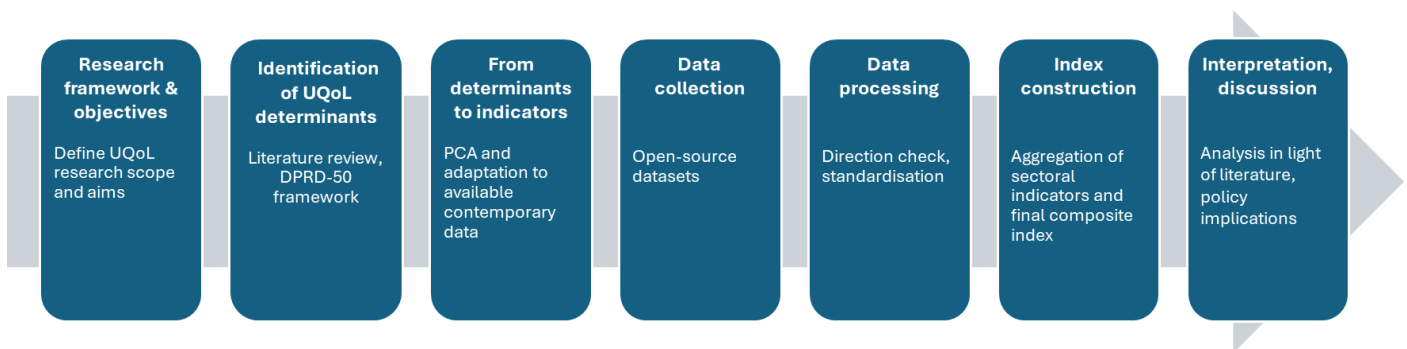 Research
framework &
objectives
Define UQoL
research scope
and aims
Identification
of UQoL
determinants
Literature review,
DPRD-50
framework
From
determinants
to indicators
PCA and
adaptation to
available
contemporary
data
Data
collection
Open-source
datasets
Data
processing
Direction check,
standardisation
Index
construction
Aggregation of
sectoral
indicators and
final composite
index
Interpretation,
discussion
Analysis in light
of literature,
policy
implications